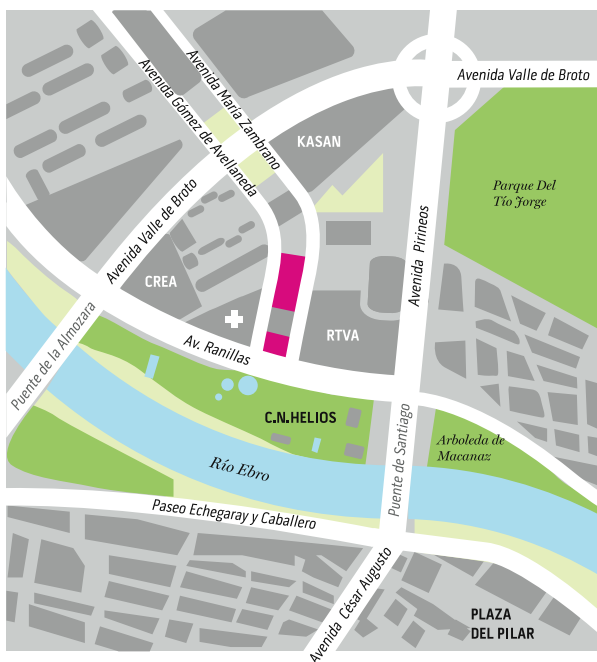 Avenida María Zambrano
Avenida Gómez de Avellaneda
Avenida Valle de Broto
KASAN
Parque Del
Tío Jorge
Avenida Valle de Broto
Avenida Pirineos
CREA
RTVA
Av. Ranillas
Puente de la Almozara
C.N.HELIOS
Puente de Santiago
Arboleda de
Macanaz
Río Ebro
Paseo Echegaray y Caballero
Avenida César Augusto
PLAZA
DEL PILAR